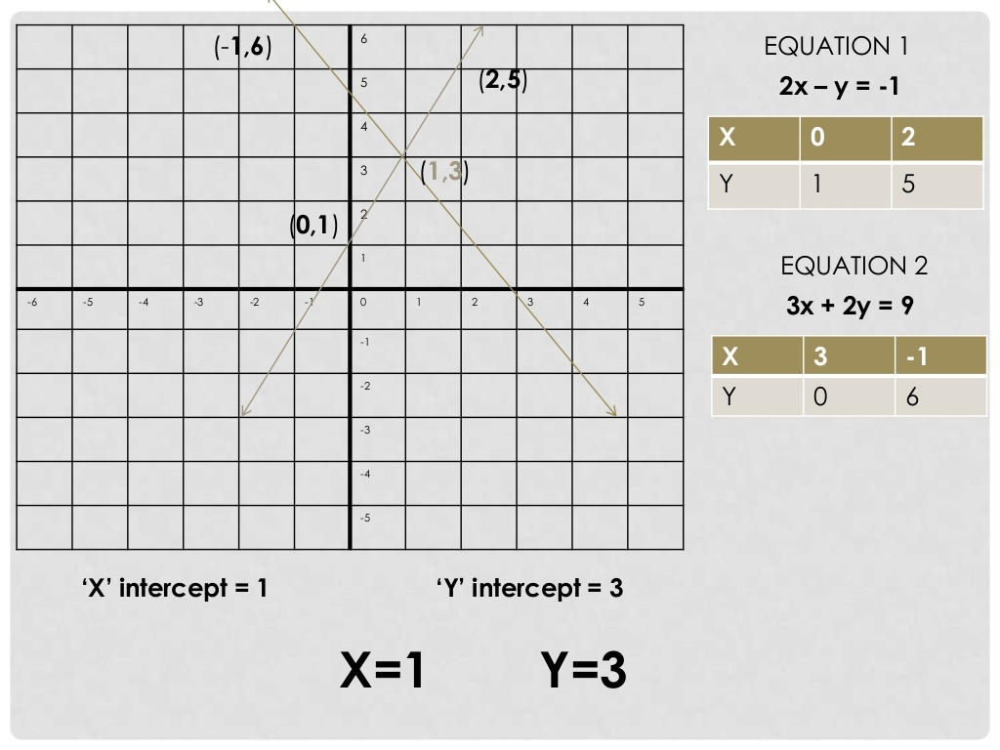 (-1,6)
(2,5)
(1,3)
(0,1)
6
5
4
3
2
1
-6 -5 -4 -3 -2 -1 0 1 2 3 4 5
-1
-2
-3
-4
-5
EQUATION 1
2x – y = -1
X 0 2
Y 1 5
EQUATION 2
3x + 2y = 9
X 3 -1
Y 0 6
‘X’ intercept = 1 ‘Y’ intercept = 3
X=1 Y=3